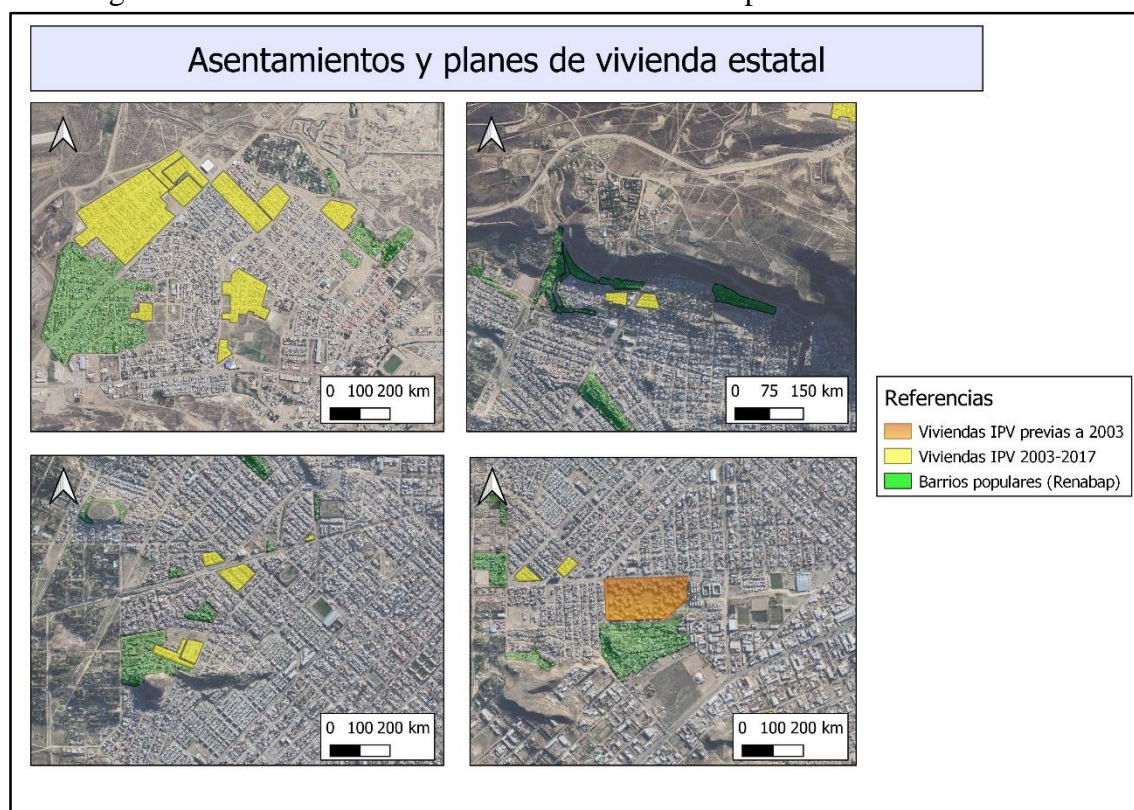 Asentamientos y planes de vivienda estatal
0 100 200 km
0 75 150 km
Referencias
Viviendas IPV previas a 2003
Viviendas IPV 2003-2017
Barrios populares (Renabap)
0 100 200 km
0 100 200 km